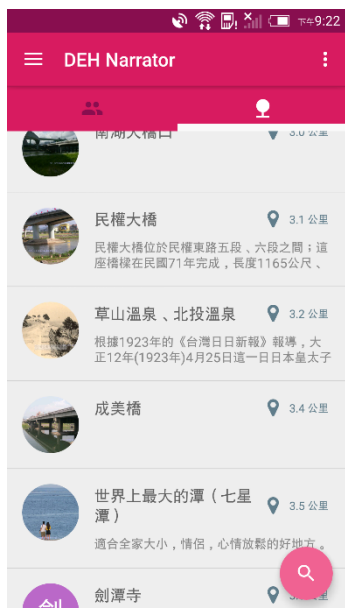 下午9:22
DEH Narrator
南湖大橋口
3.0 公里
民權大橋
3.1 公里
民權大橋位於民權東路五段、六段之間；這
座橋樑在民國71年完成，長度1165公尺、
草山溫泉、北投溫泉
3.2 公里
根據1923年的《台灣日日新報》報導，大
正12年(1923年)4月25日這一日日本皇太子
成美橋
3.4 公里
世界上最大的潭（七星
潭）
3.5 公里
適合全家大小，情侶，心情放鬆的好地方。
劍潭寺
劍